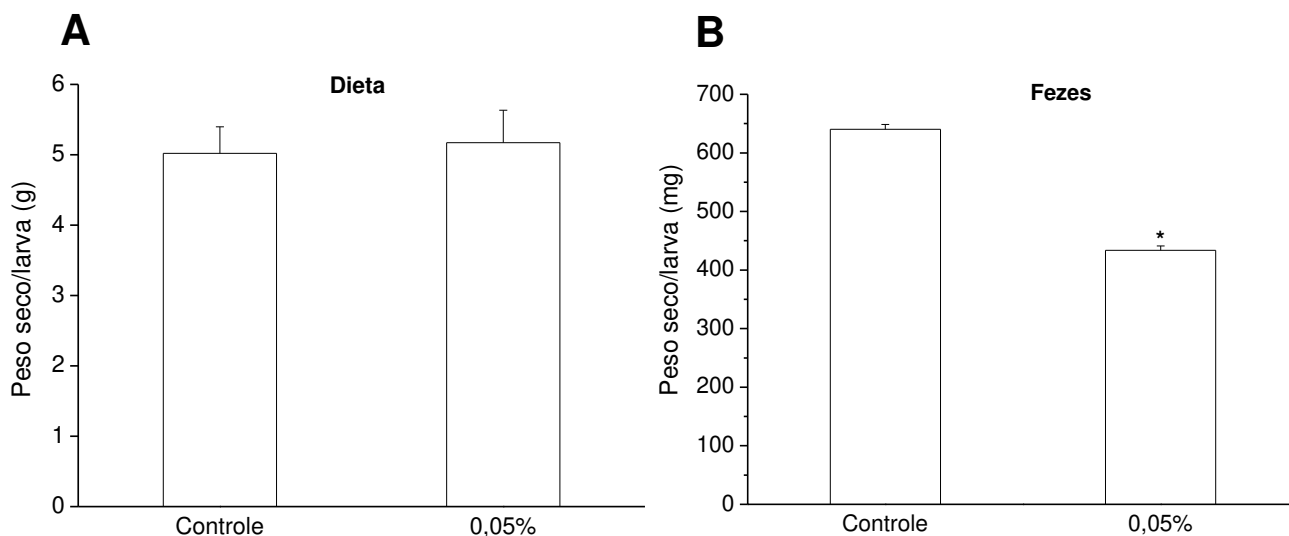 A
Dieta
Peso seco/larva (g)
6
5
4
3
2
1
0
Controle
0,05%
B
Fezes
Peso seco/larva (mg)
700
600
500
400
300
200
100
0
*
Controle
0,05%